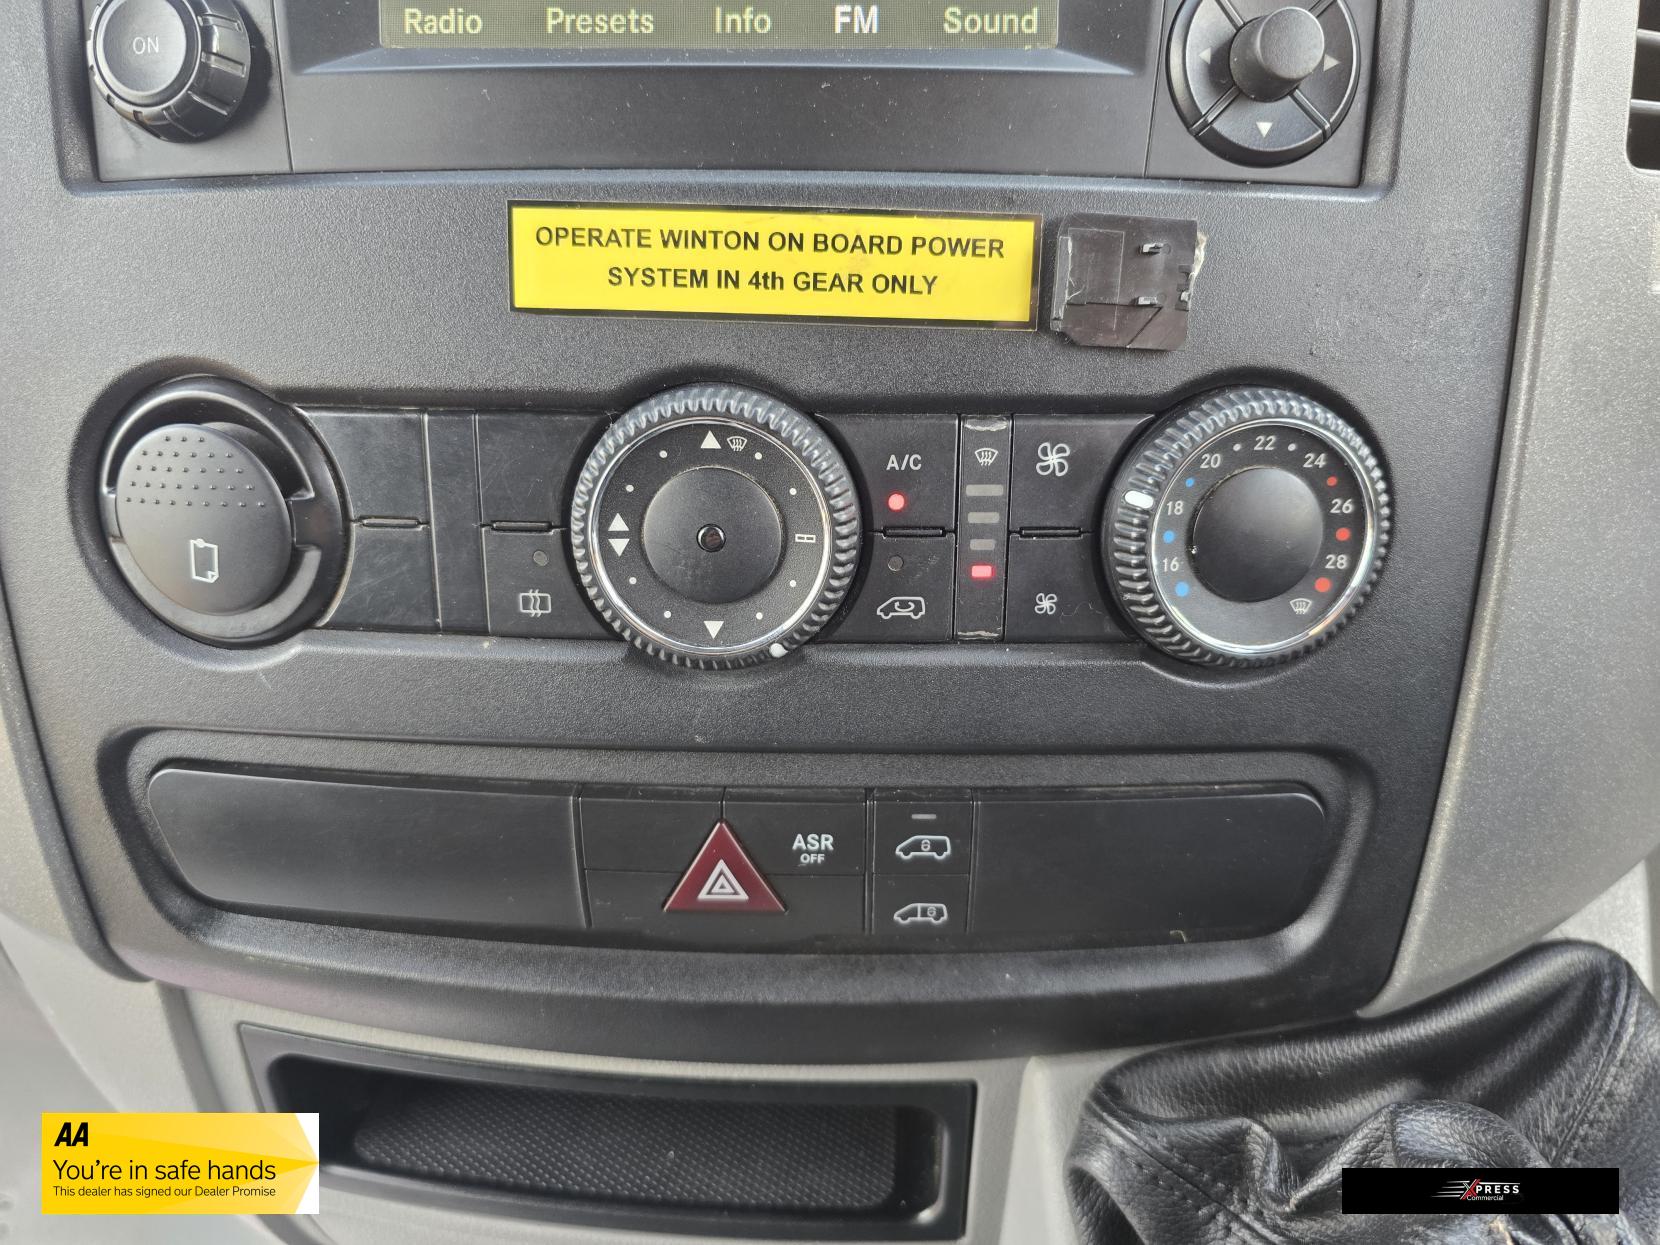 Radio Presets Info FM Sound
ON
OPERATE WINTON ON BOARD POWER
SYSTEM IN 4th GEAR ONLY
A/C
16 18 20 22 24 26 28
ASR
OFF
AA
You're in safe hands
This dealer has signed our Dealer Promise
XPRESS
Commercial